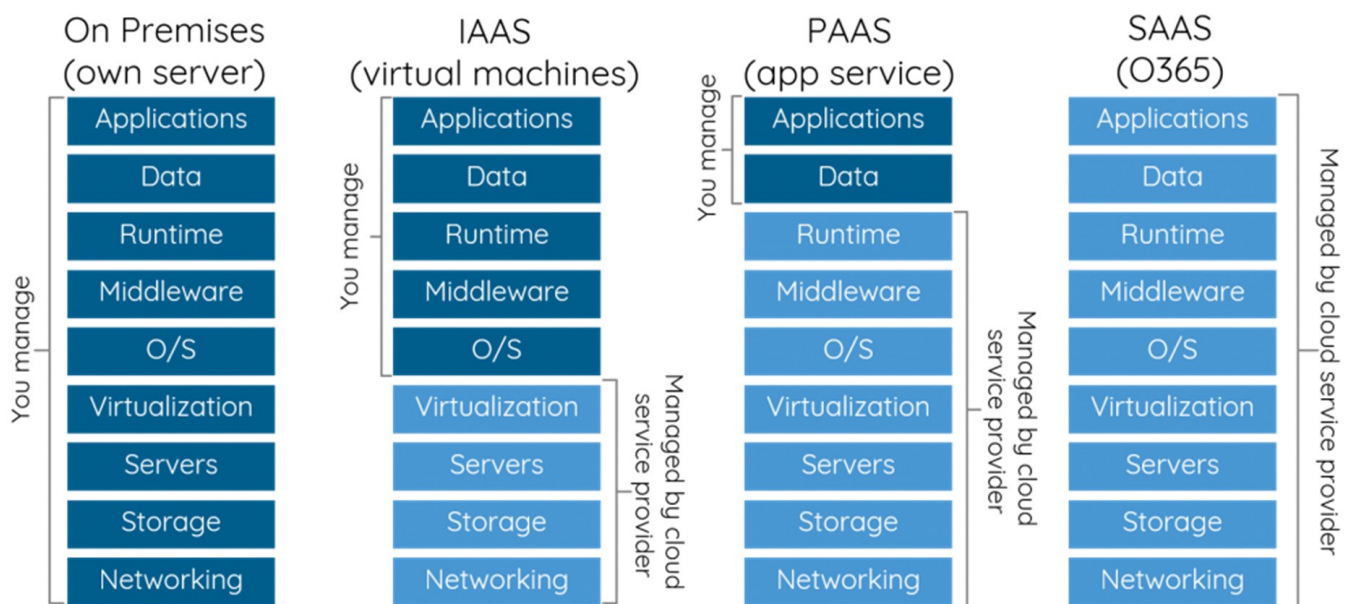 On Premises
(own server)
You manage
Applications
Data
Runtime
Middleware
O/S
Virtualization
Servers
Storage
Networking
IAAS
(virtual machines)
You manage
Applications
Data
Runtime
Middleware
O/S
Virtualization
Servers
Storage
Networking
Managed by cloud
service provider
PAAS
(app service)
You manage
Applications
Data
Runtime
Middleware
O/S
Virtualization
Servers
Storage
Networking
Managed by cloud
service provider
SAAS
(O365)
Applications
Data
Runtime
Middleware
O/S
Virtualization
Servers
Storage
Networking
Managed by cloud service provider